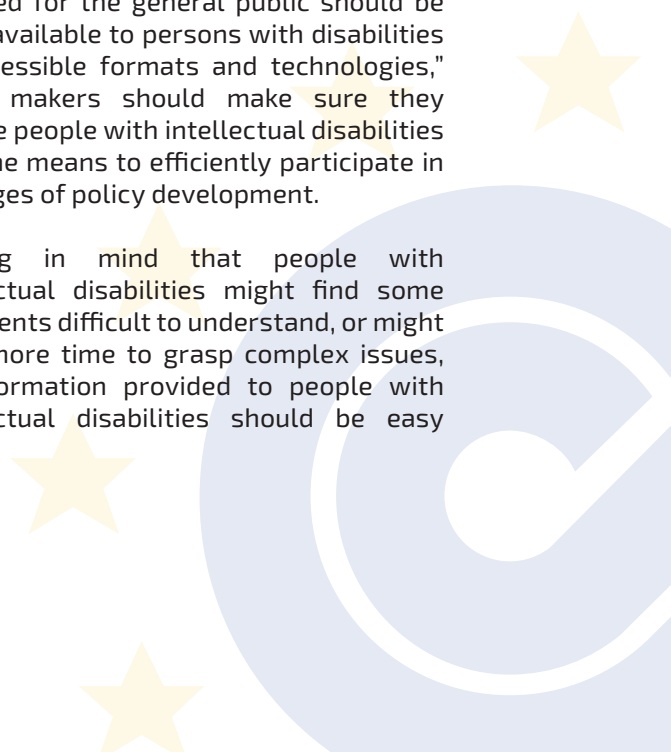 ed for the general public should be
available to persons with disabilities
essible formats and technologies,”
makers should make sure they
e people with intellectual disabilities
he means to efficiently participate in
ges of policy development.
g in mind that people with
ctual disabilities might find some
ents difficult to understand, or might
more time to grasp complex issues,
ormation provided to people with
ctual disabilities should be easy